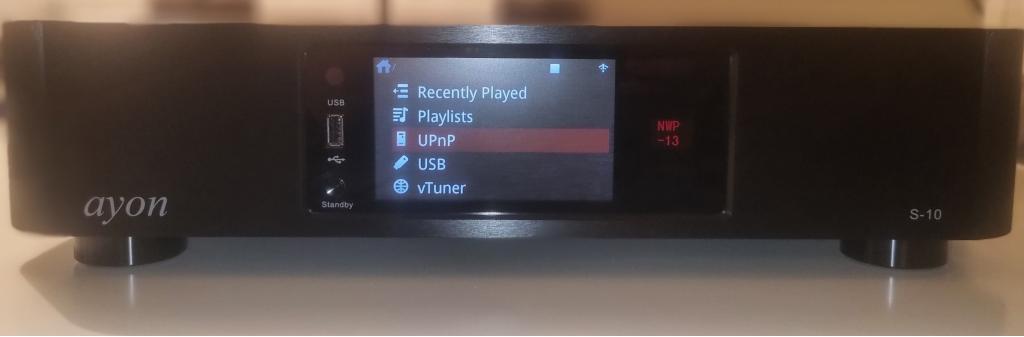 USB
Standby
/
Recently Played
Playlists
UPnP
USB
vTuner
NWP
-13
ayon
S-10